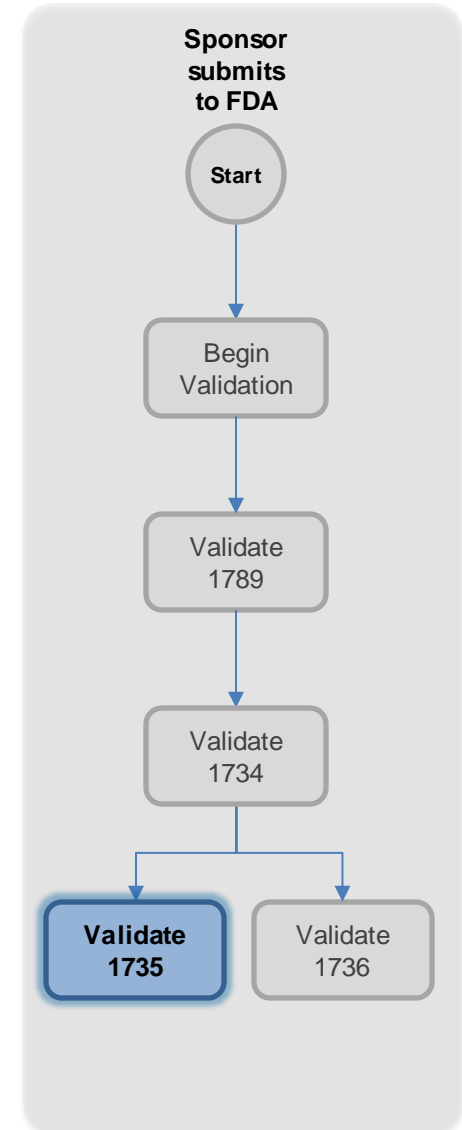 Sponsor
submits
to FDA
Start
Begin
Validation
Validate
1789
Validate
1734
Validate
1735
Validate
1736